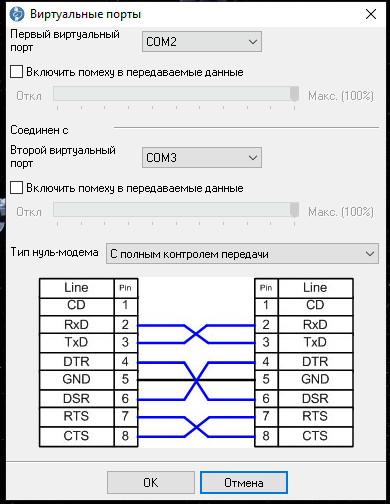 Виртуальные порты
Первый виртуальный
порт
COM2
Включить помеху в передаваемые данные
Откл
Макс. (100%)
Соединен с
Второй виртуальный
порт
COM3
Включить помеху в передаваемые данные
Откл
Макс. (100%)
Тип нуль-модема
С полным контролем передачи
Line Pin Pin Line
CD 1 1 CD
RxD 2 2 RxD
TxD 3 3 TxD
DTR 4 4 DTR
GND 5 5 GND
DSR 6 6 DSR
RTS 7 7 RTS
CTS 8 8 CTS
OK
Отмена